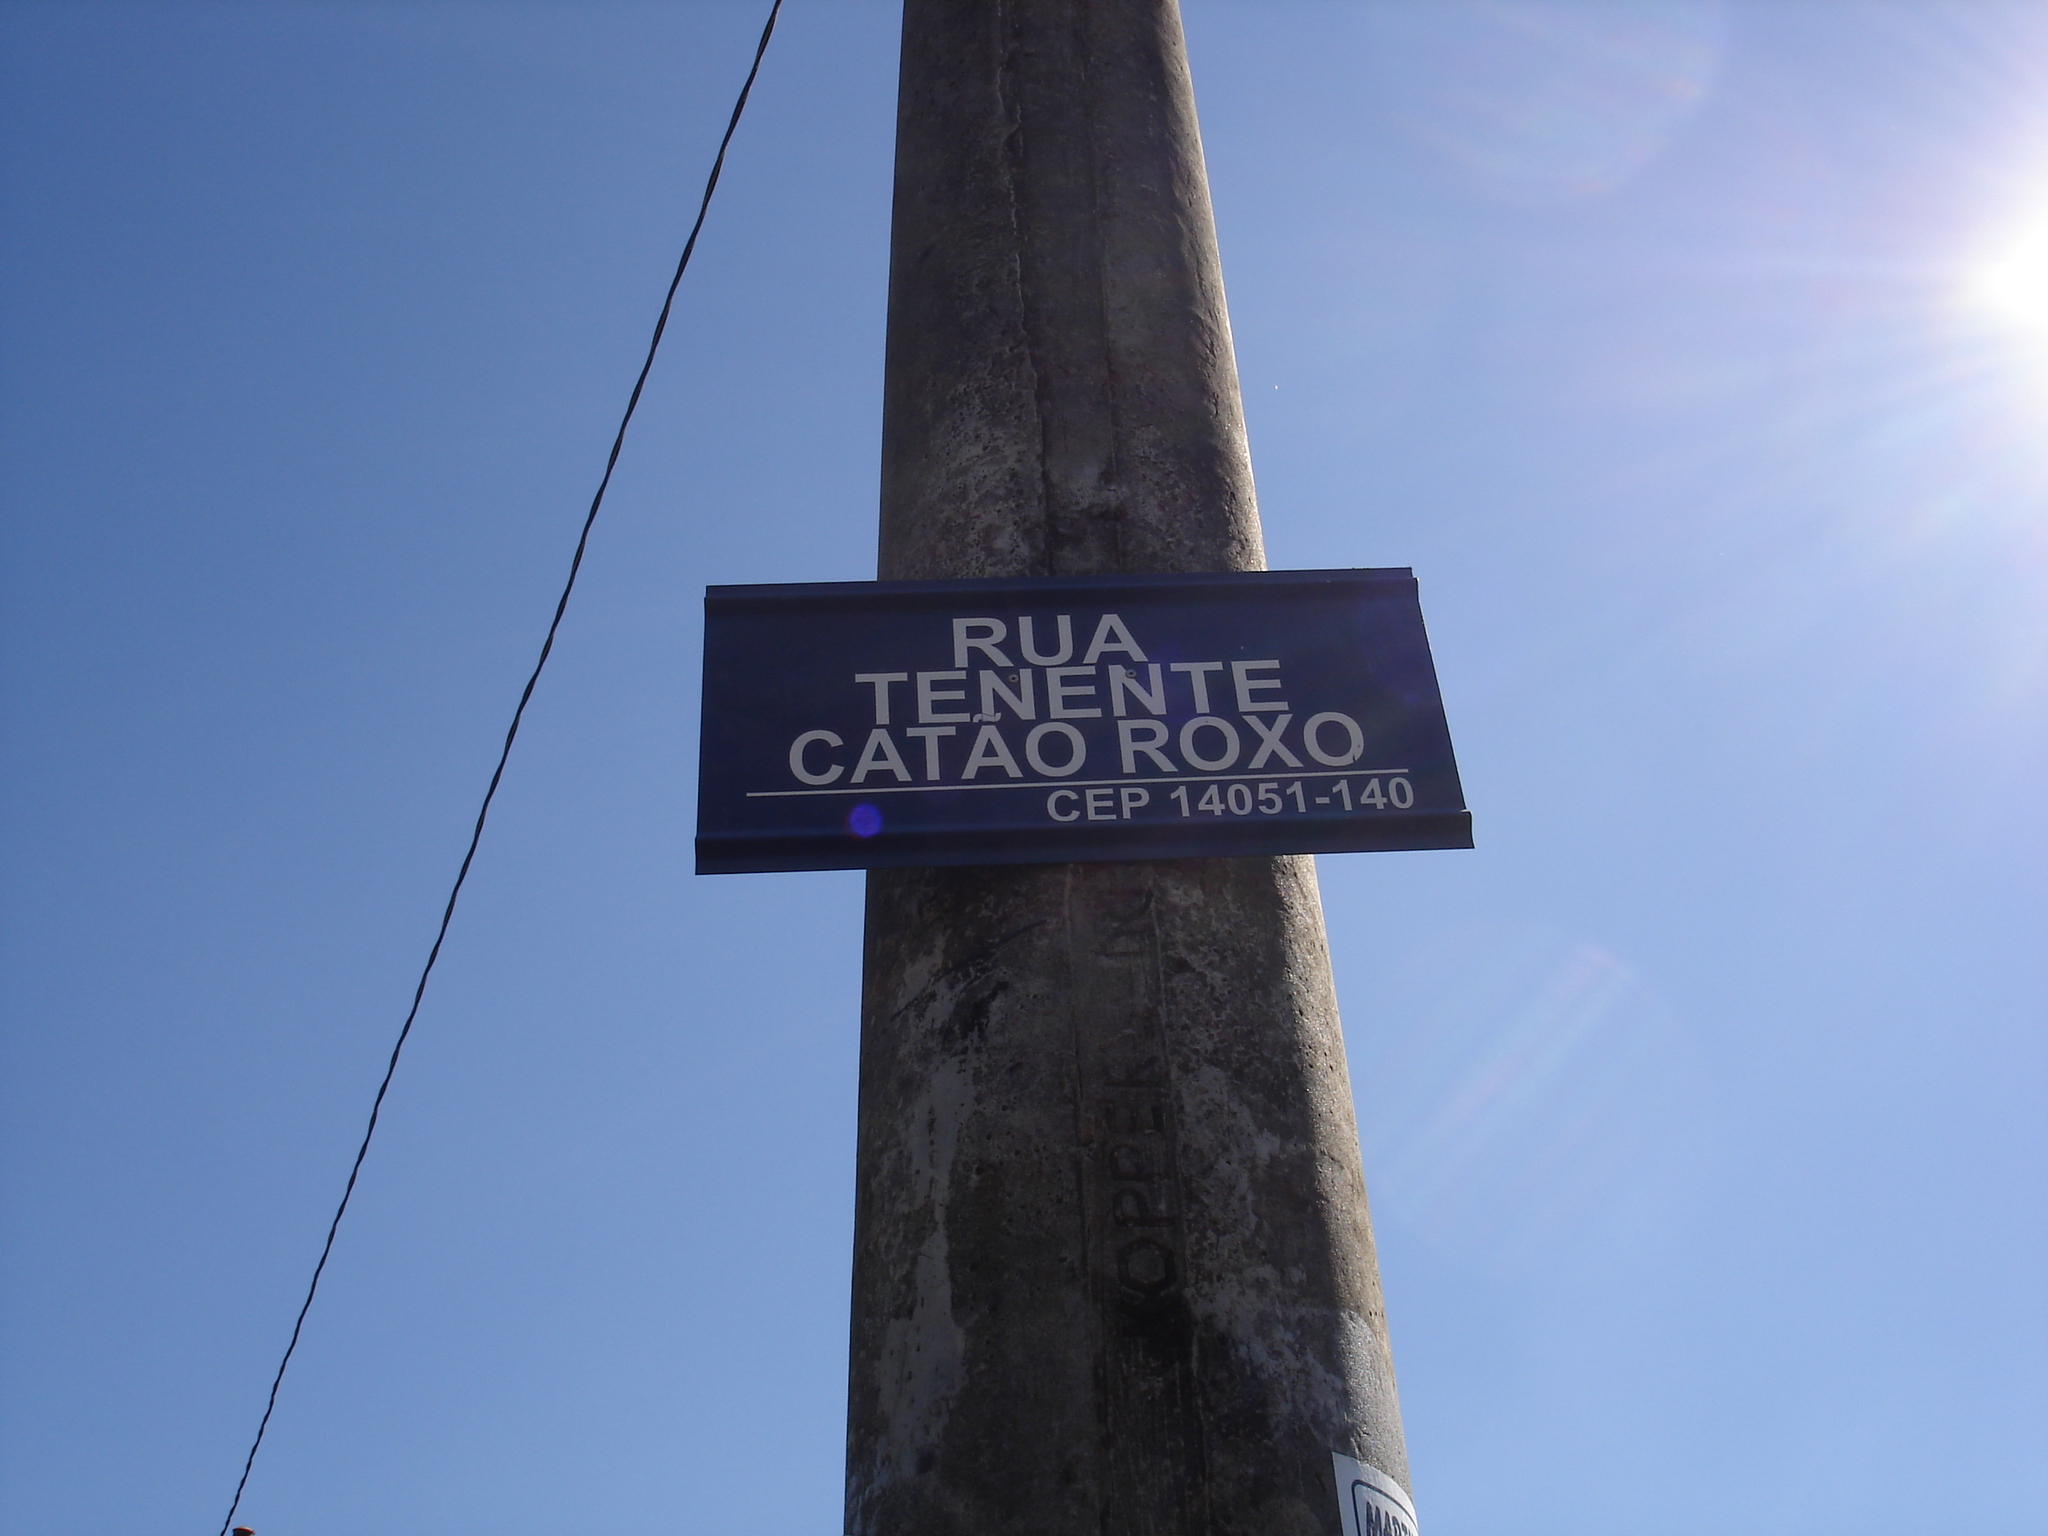 RUA
TENENTE
CATÃO ROXO
CEP 14051-140